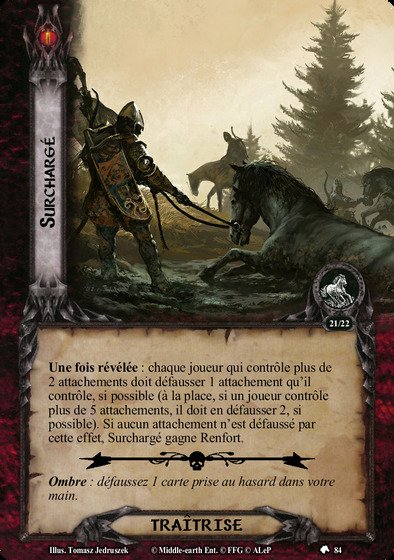 SURCHARGÉ
21/22
Une fois révélée : chaque joueur qui contrôle plus de
2 attachements doit défausser 1 attachement qu'il
contrôle, si possible (à la place, si un joueur contrôle
plus de 5 attachements, il doit en défausser 2, si
possible). Si aucun attachement n'est défaussé par
cette effet, Surchargé gagne Renfort.
Ombre : défaussez 1 carte prise au hasard dans votre
main.
TRAÎTRISE
Illus. Tomasz Jedruszek © Middle-earth Ent. © FFG © ALeP 84